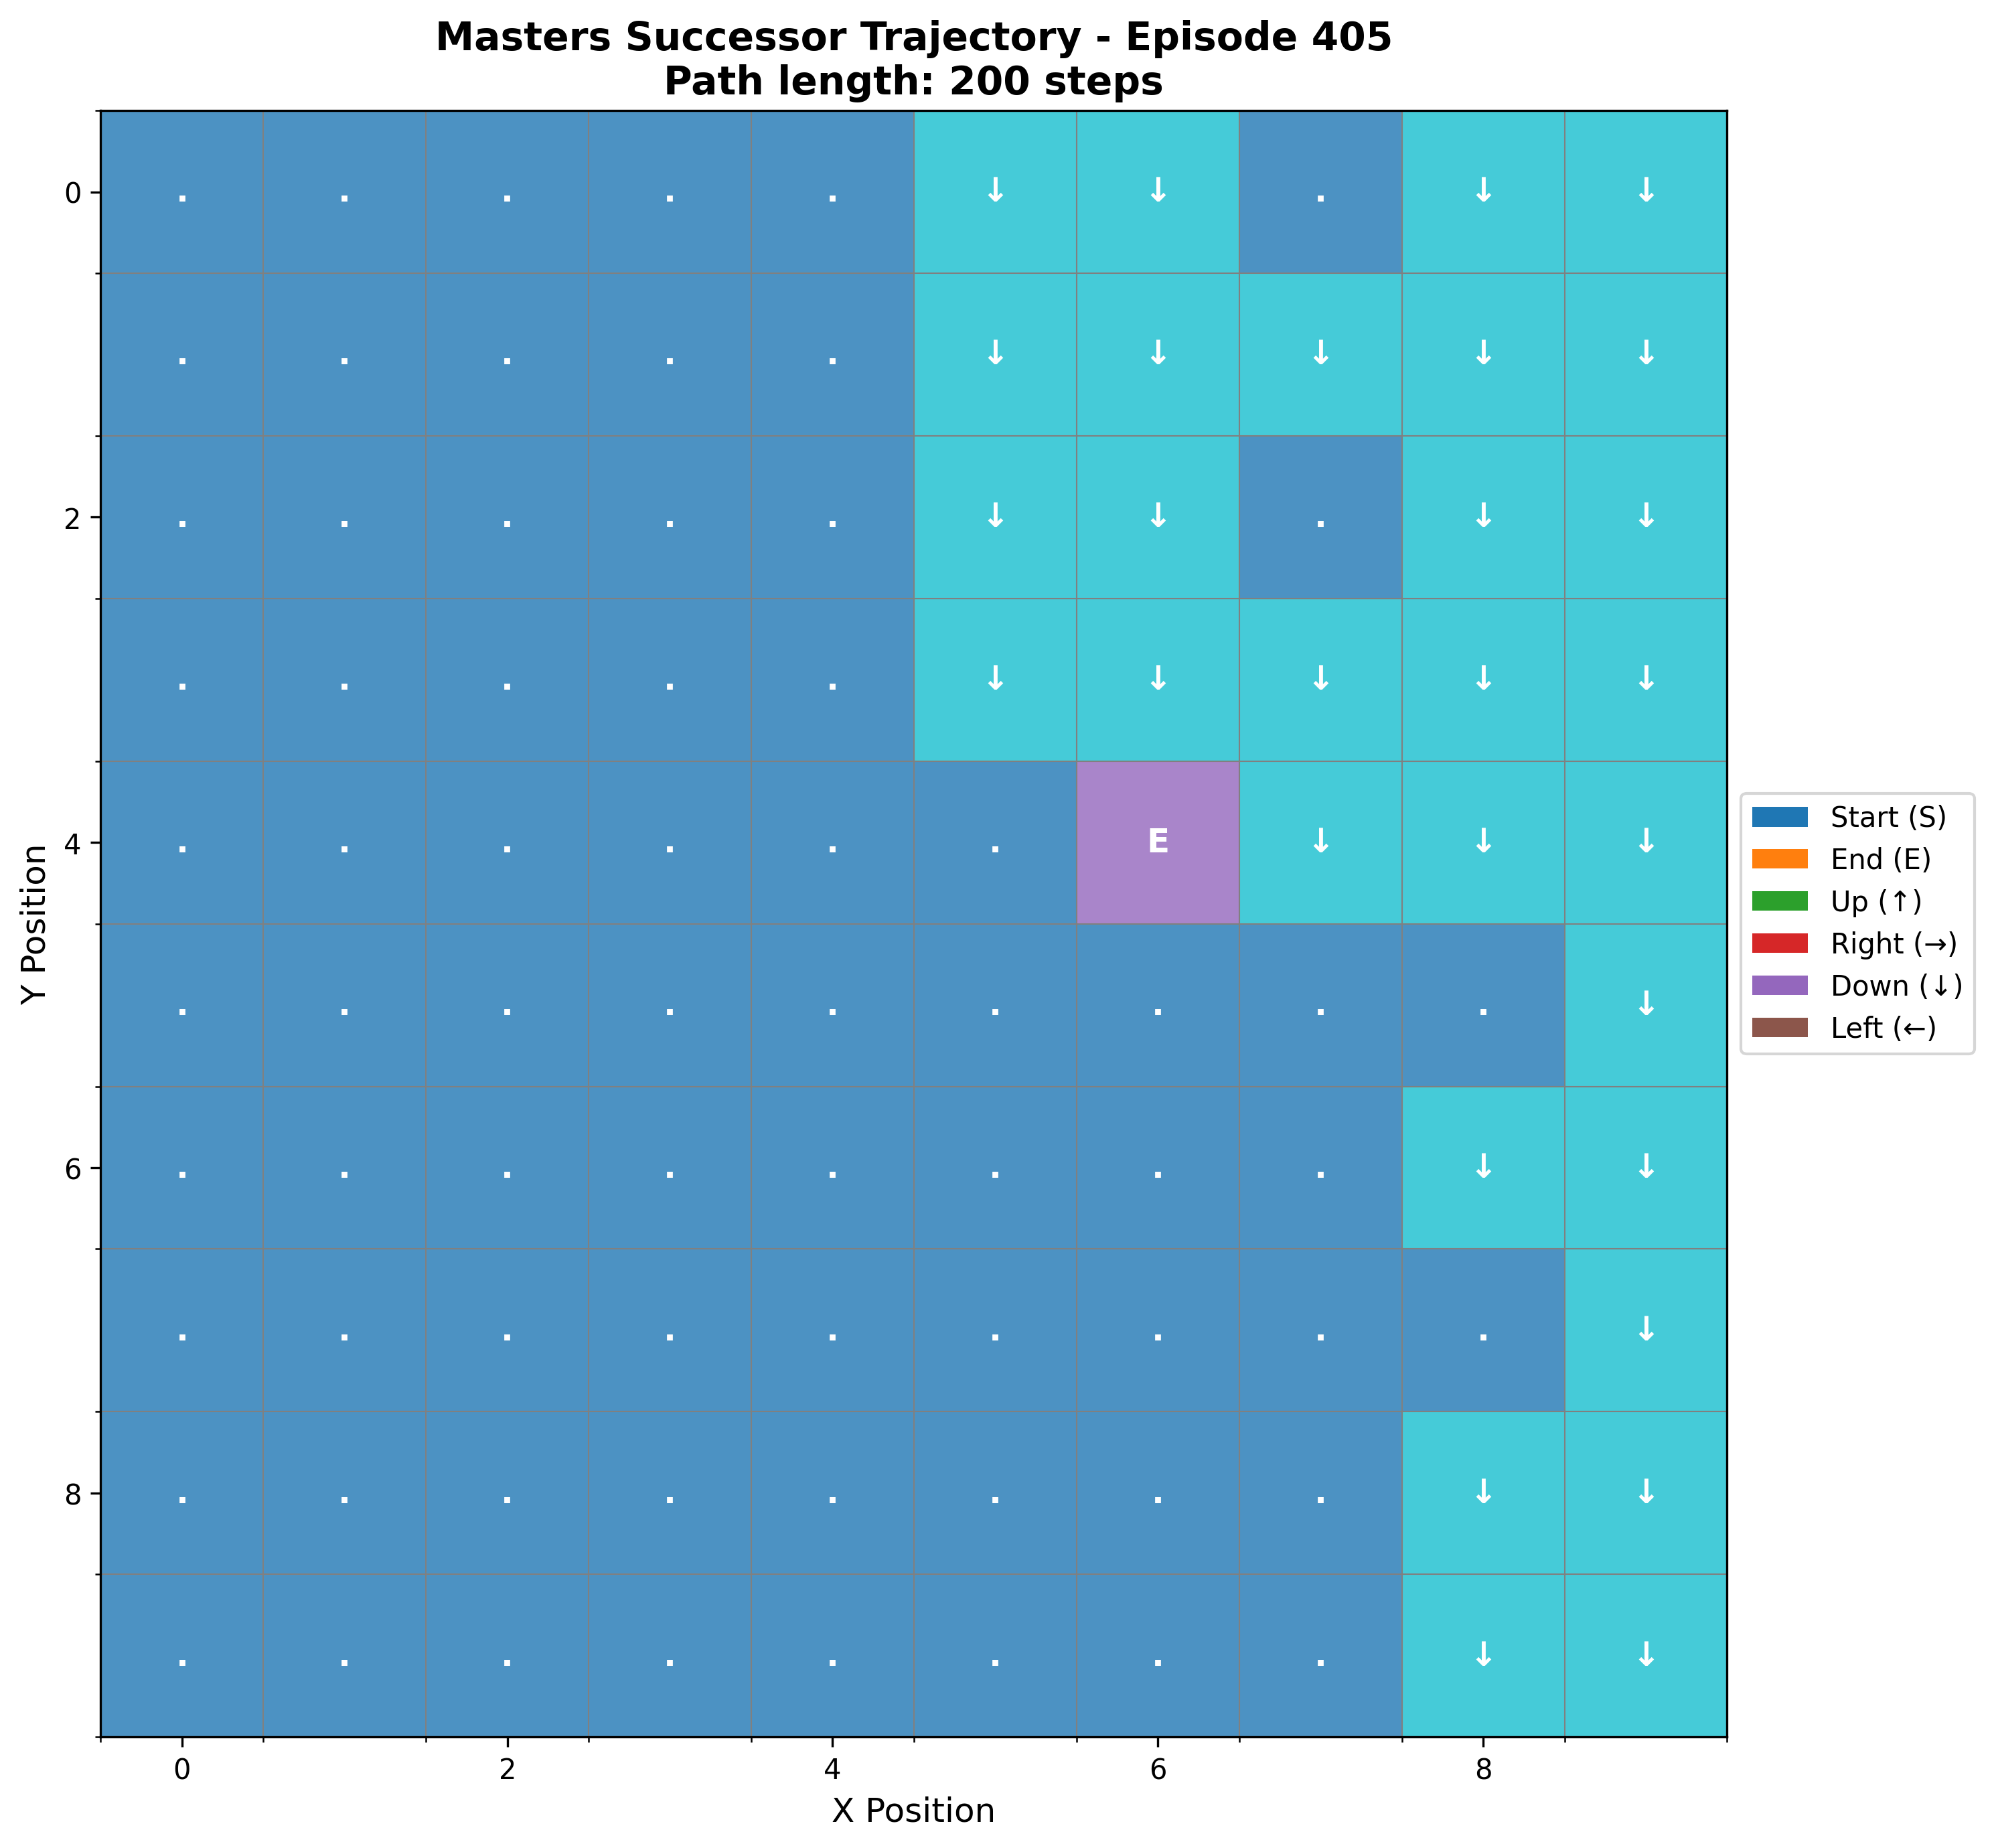 Masters Successor Trajectory - Episode 405
Path length: 200 steps
0 . . . . . ↓ ↓ . ↓ ↓
. . . . . ↓ ↓ ↓ ↓ ↓
2 . . . . . ↓ ↓ . ↓ ↓
. . . . . ↓ ↓ ↓ ↓ ↓
4 . . . . . . E ↓ ↓ ↓
. . . . . . . . . ↓
6 . . . . . . . . ↓ ↓
. . . . . . . . . ↓
8 . . . . . . . . ↓ ↓
. . . . . . . . ↓ ↓
0 2 4 6 8
X Position
Y Position
Start (S)
End (E)
Up (↑)
Right (→)
Down (↓)
Left (←)